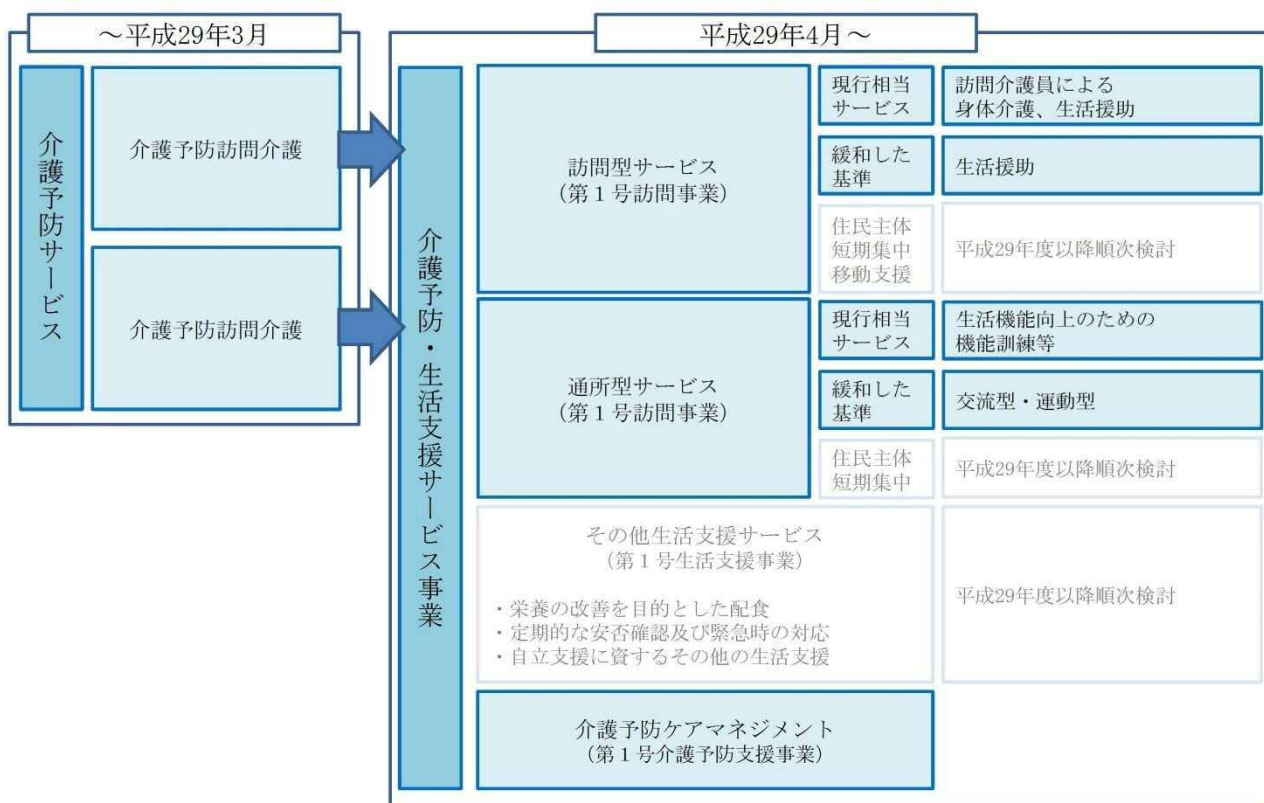 ～平成29年3月
介護予防サービス
介護予防訪問介護
介護予防訪問介護
平成29年4月～
介護予防・生活支援サービス事業
訪問型サービス
(第１号訪問事業)
現行相当
サービス
訪問介護員による
身体介護、生活援助
緩和した
基準
生活援助
住民主体
短期集中
移動支援
平成29年度以降順次検討
通所型サービス
(第１号訪問事業)
現行相当
サービス
生活機能向上のための
機能訓練等
緩和した
基準
交流型・運動型
住民主体
短期集中
平成29年度以降順次検討
その他生活支援サービス
(第１号生活支援事業)
・栄養の改善を目的とした配食
・定期的な安否確認及び緊急時の対応
・自立支援に資するその他の生活支援
平成29年度以降順次検討
介護予防ケアマネジメント
(第１号介護予防支援事業)